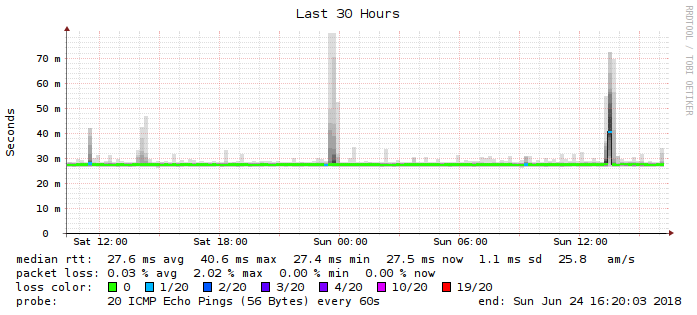 Last 30 Hours
RRDTOOL / TOBI OETIKER
Seconds
70 m
60 m
50 m
40 m
30 m
20 m
10 m
0
Sat 12:00 Sat 18:00 Sun 00:00 Sun 06:00 Sun 12:00
median rtt: 27.6 ms avg 40.6 ms max 27.4 ms min 27.5 ms now 1.1 ms sd 25.8 am/s
packet loss: 0.03 % avg 2.02 % max 0.00 % min 0.00 % now
loss color: 0 1/20 2/20 3/20 4/20 10/20 19/20
probe: 20 ICMP Echo Pings (56 Bytes) every 60s end: Sun Jun 24 16:20:03 2018